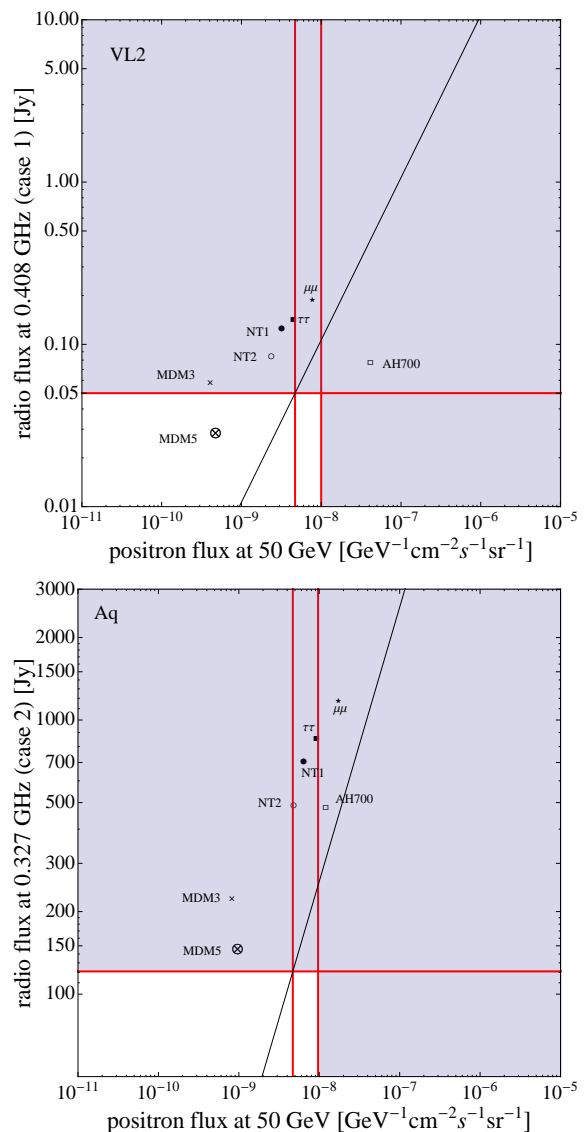 VL2
radio flux at 0.408 GHz (case 1) [Jy]
10.00
5.00
1.00
0.50
0.10
0.05
0.01
μμ
ττ
NT1
NT2
AH700
MDM3
MDM5
10⁻¹¹ 10⁻¹⁰ 10⁻⁹ 10⁻⁸ 10⁻⁷ 10⁻⁶ 10⁻⁵
positron flux at 50 GeV [GeV⁻¹cm⁻²s⁻¹sr⁻¹]
Aq
radio flux at 0.327 GHz (case 2) [Jy]
3000
2000
1500
1000
700
500
300
200
150
100
μμ
ττ
NT1
NT2
AH700
MDM3
MDM5
10⁻¹¹ 10⁻¹⁰ 10⁻⁹ 10⁻⁸ 10⁻⁷ 10⁻⁶ 10⁻⁵
positron flux at 50 GeV [GeV⁻¹cm⁻²s⁻¹sr⁻¹]